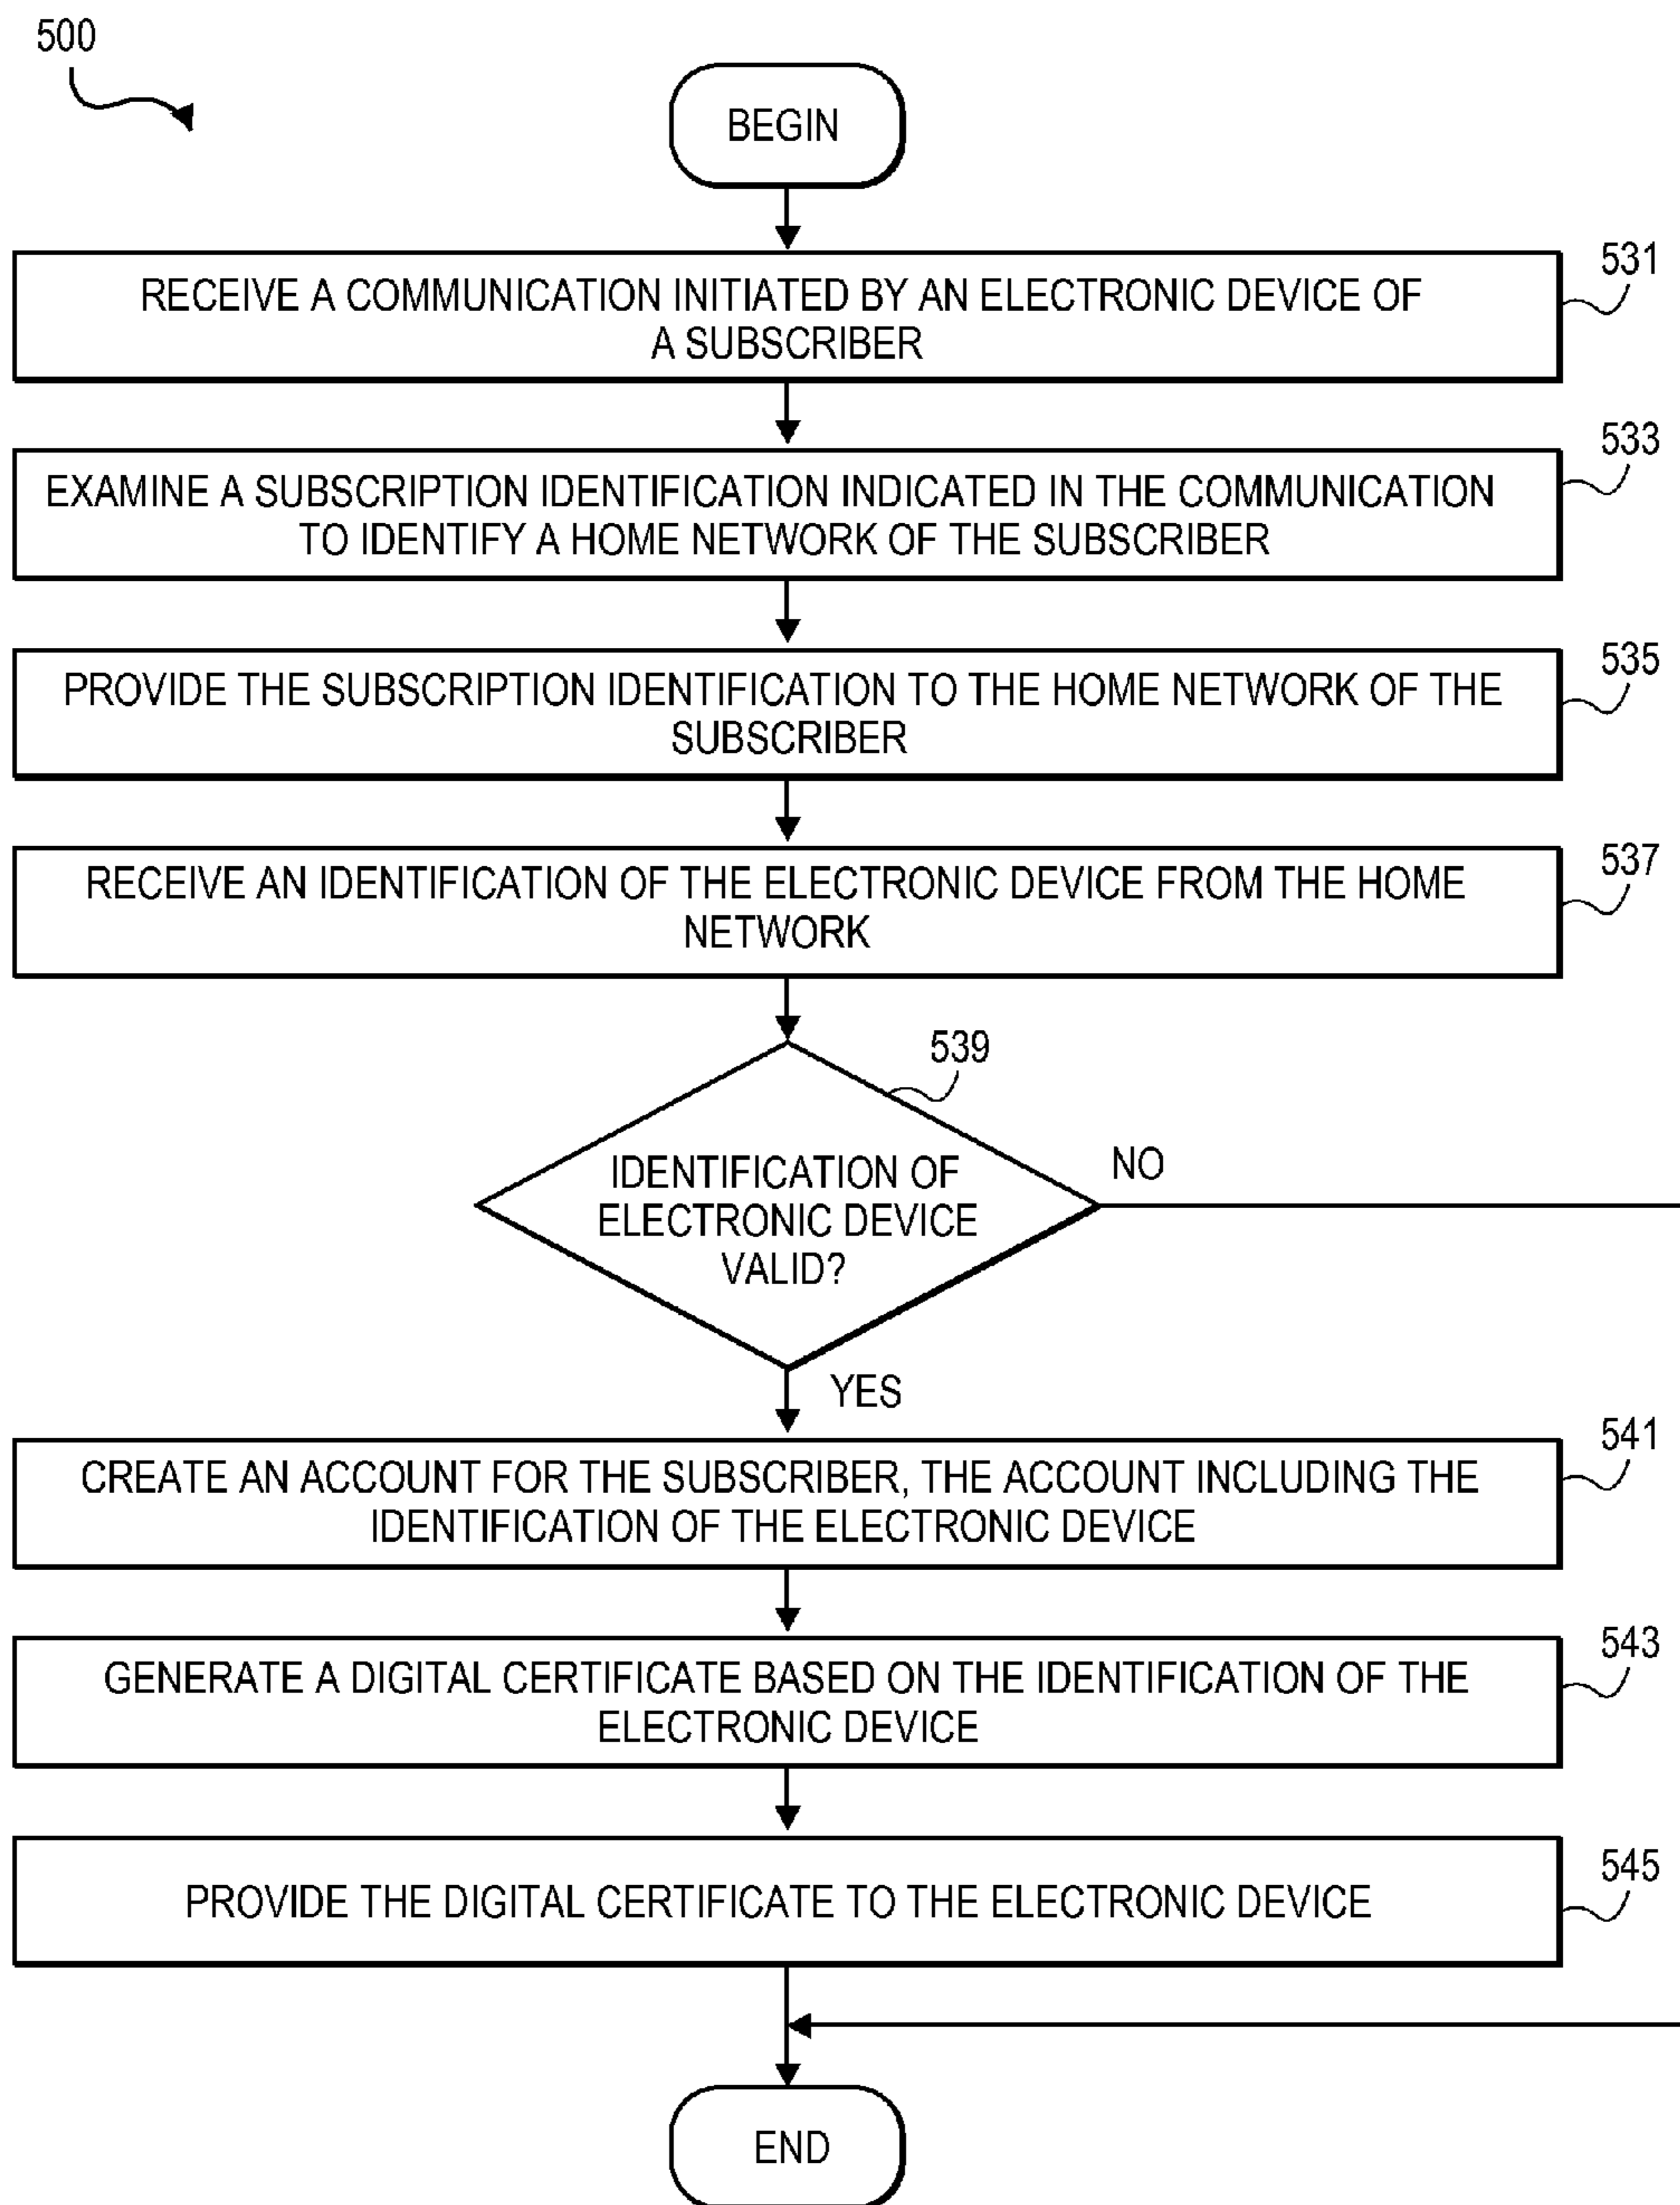 500
BEGIN
531
RECEIVE A COMMUNICATION INITIATED BY AN ELECTRONIC DEVICE OF
A SUBSCRIBER
533
EXAMINE A SUBSCRIPTION IDENTIFICATION INDICATED IN THE COMMUNICATION
TO IDENTIFY A HOME NETWORK OF THE SUBSCRIBER
535
PROVIDE THE SUBSCRIPTION IDENTIFICATION TO THE HOME NETWORK OF THE
SUBSCRIBER
537
RECEIVE AN IDENTIFICATION OF THE ELECTRONIC DEVICE FROM THE HOME
NETWORK
539
IDENTIFICATION OF
ELECTRONIC DEVICE
VALID?
NO
YES
541
CREATE AN ACCOUNT FOR THE SUBSCRIBER, THE ACCOUNT INCLUDING THE
IDENTIFICATION OF THE ELECTRONIC DEVICE
543
GENERATE A DIGITAL CERTIFICATE BASED ON THE IDENTIFICATION OF THE
ELECTRONIC DEVICE
545
PROVIDE THE DIGITAL CERTIFICATE TO THE ELECTRONIC DEVICE
END